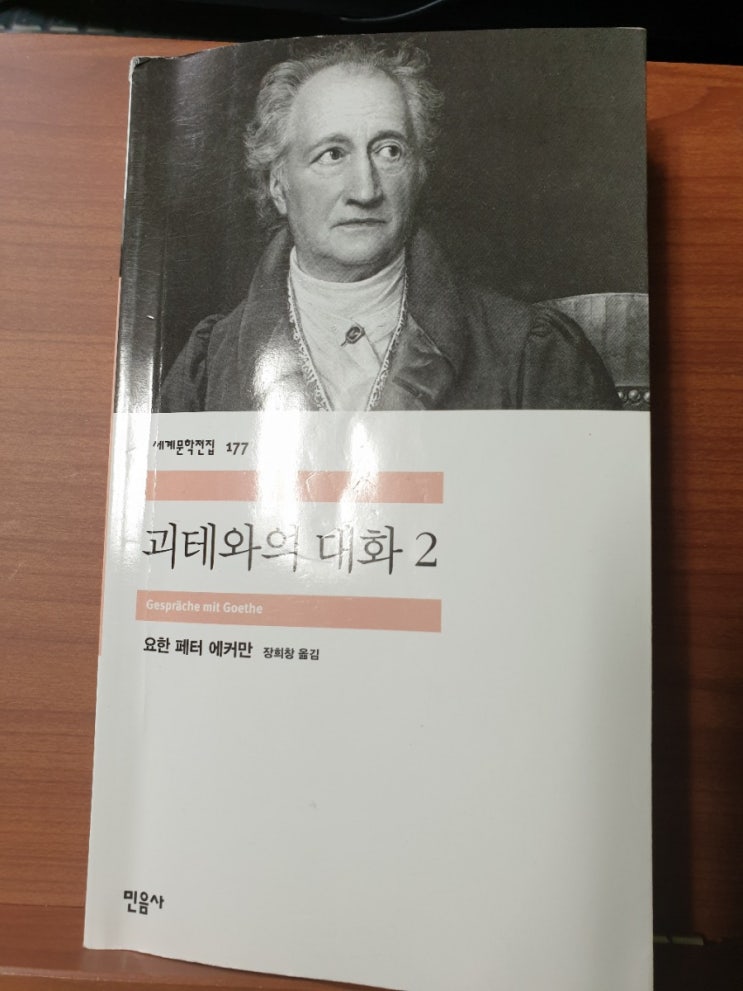 세계문학전집 177
괴테와의 대화 2
Gespräche mit Goethe
요한 페터 에커만 장희창 옮김
민음사